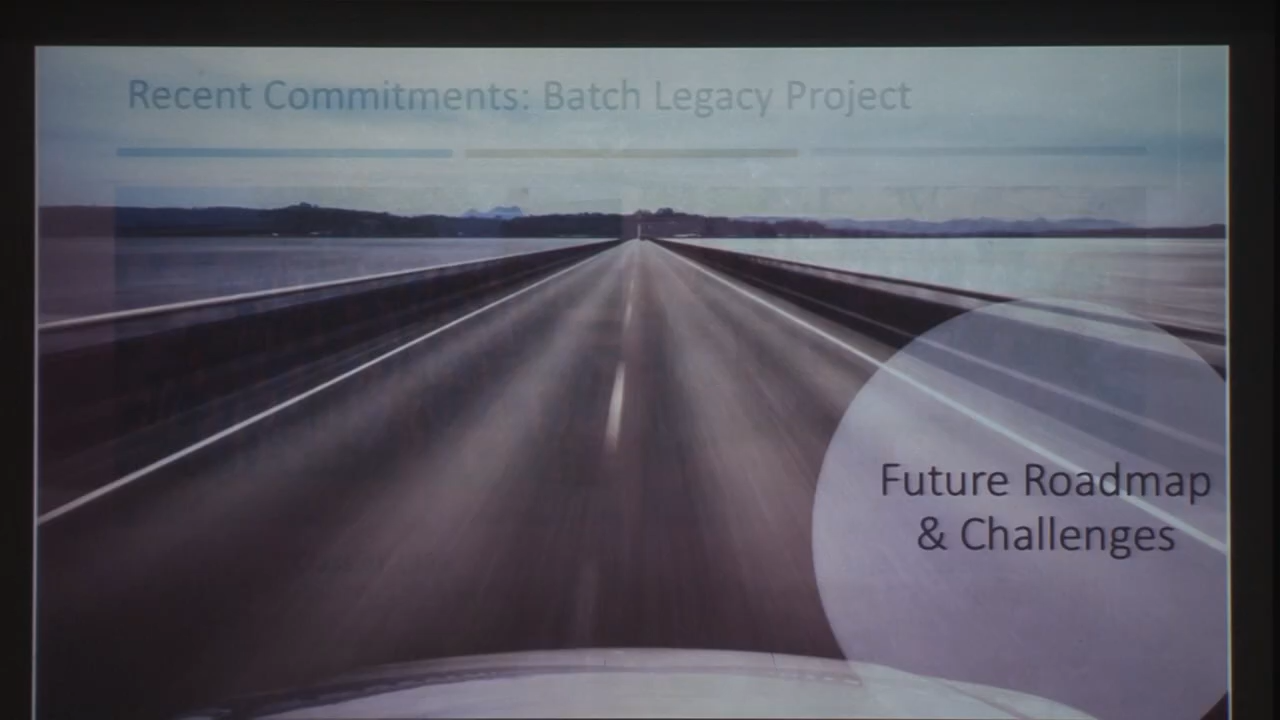 Recent Commitments: Batch Legacy Project
Future Roadmap
& Challenges